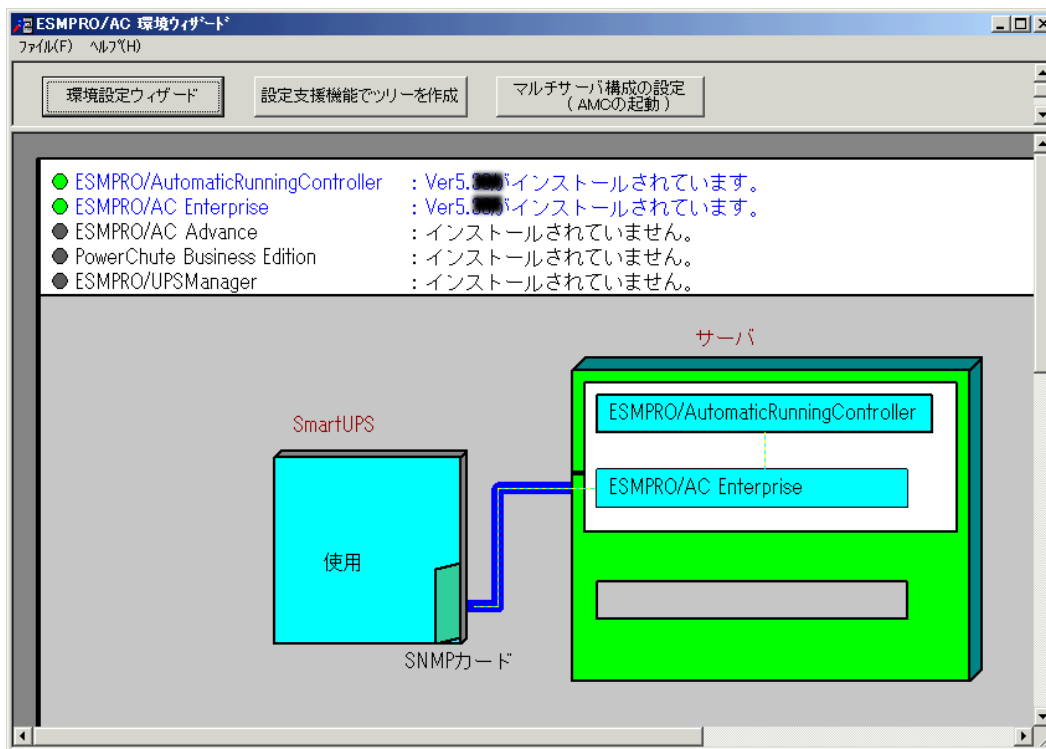 ESMPRO/AC 環境ウィザード
ファイル(F) ヘルプ(H)
環境設定ウィザード
設定支援機能でツリーを作成
マルチサーバ構成の設定
( AMCの起動 )
ESMPRO/AutomaticRunningController : Ver5. がインストールされています。
ESMPRO/AC Enterprise : Ver5. がインストールされています。
ESMPRO/AC Advance : インストールされていません。
PowerChute Business Edition : インストールされていません。
ESMPRO/UPSManager : インストールされていません。
サーバ
ESMPRO/AutomaticRunningController
SmartUPS
ESMPRO/AC Enterprise
使用
SNMPカード